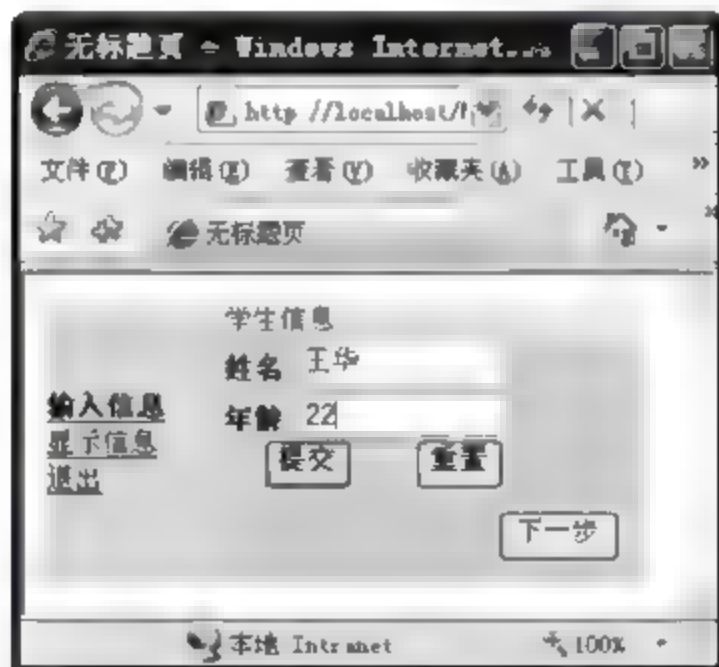 无标题页 - Windows Internet...
http://localhost/
文件(F) 编辑(E) 查看(V) 收藏夹(A) 工具(T) »
无标题页
学生信息
姓名 王华
年龄 22
输入信息
显示信息
退出
提交 重置
下一步
本地 Intranet 100%